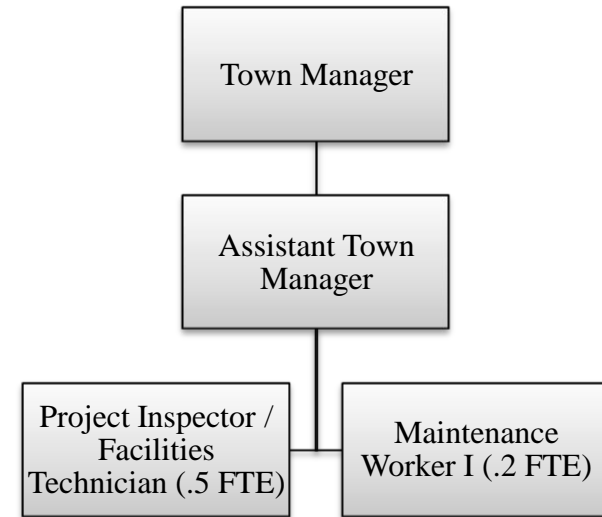 Town Manager
Assistant Town
Manager
Project Inspector /
Facilities
Technician (.5 FTE)
Maintenance
Worker I (.2 FTE)